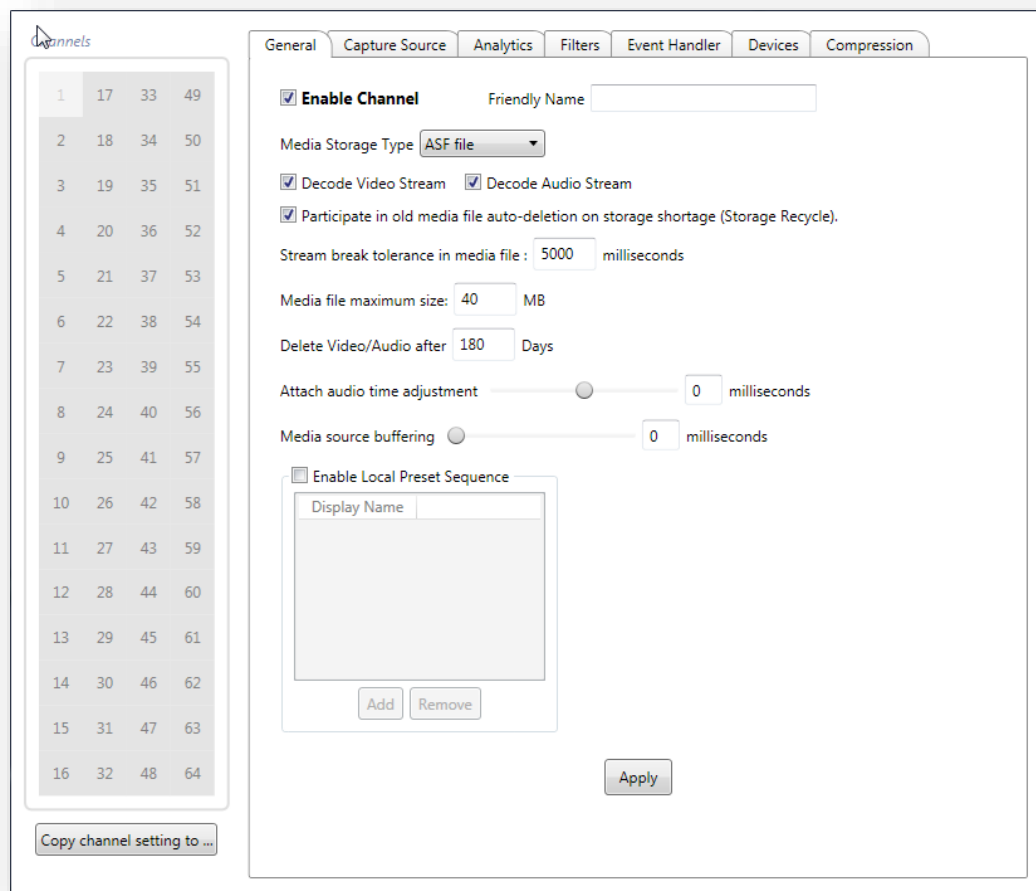 Channels
General Capture Source Analytics Filters Event Handler Devices Compression
1 17 33 49
2 18 34 50
3 19 35 51
4 20 36 52
5 21 37 53
6 22 38 54
7 23 39 55
8 24 40 56
9 25 41 57
10 26 42 58
11 27 43 59
12 28 44 60
13 29 45 61
14 30 46 62
15 31 47 63
16 32 48 64
Copy channel setting to ...
Enable Channel Friendly Name
Media Storage Type ASF file
Decode Video Stream Decode Audio Stream
Participate in old media file auto-deletion on storage shortage (Storage Recycle).
Stream break tolerance in media file : 5000 milliseconds
Media file maximum size: 40 MB
Delete Video/Audio after 180 Days
Attach audio time adjustment 0 milliseconds
Media source buffering 0 milliseconds
Enable Local Preset Sequence
Display Name
Add Remove
Apply